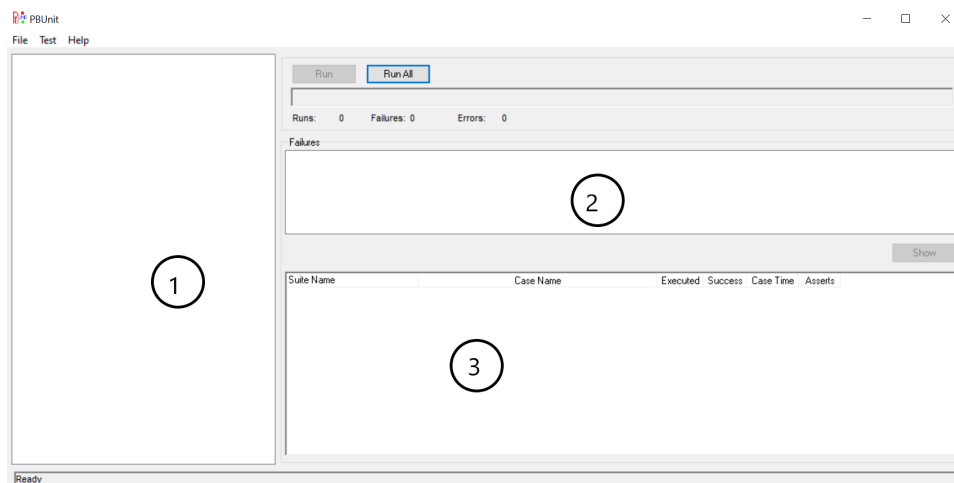 PBUnit
File Test Help
Run Run All
Runs: 0 Failures: 0 Errors: 0
Failures
2
Show
1
Suite Name Case Name Executed Success Case Time Asserts
3
Ready